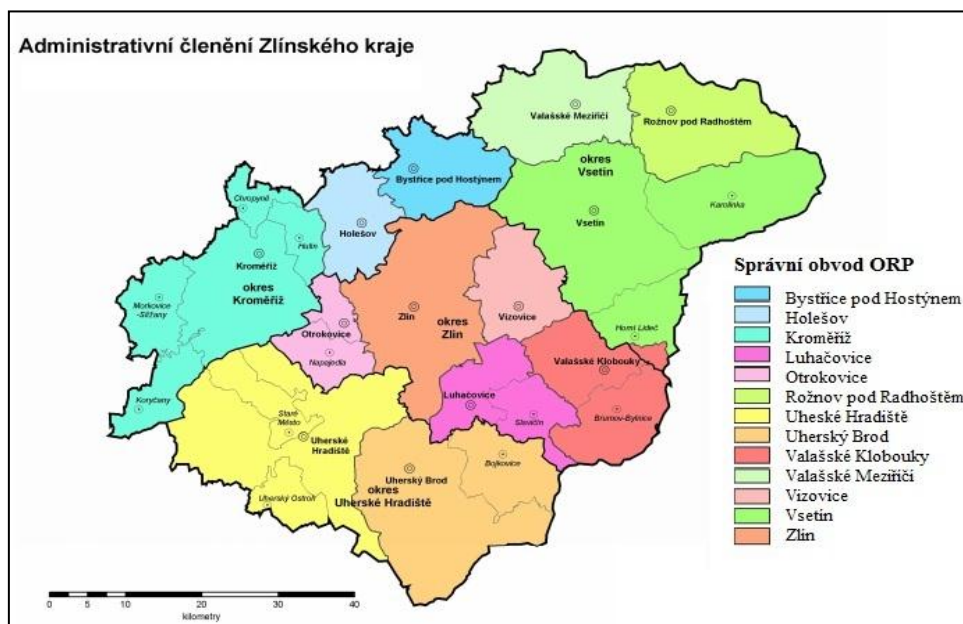 Administrativní členění Zlínského kraje
Valašské Meziříčí
Rožnov pod Radhoštěm
okres
Vsetín
Bystřice pod Hostýnem
Karolinka
Chropyně
Vsetín
Holešov
Hulín
Kroměříž
okres
Kroměříž
Morkovice
-Slížany
Zlín
okres
Zlín
Vizovice
Otrokovice
Napajedla
Horní Lideč
Valašské Klobouky
Koryčany
Luhačovice
Slavičín
Brumov-Bylnice
Staré
Město
Uherské
Hradiště
Bojkovice
Uherský Brod
okres
Uherské Hradiště
Uherský Ostroh
Správní obvod ORP
Bystřice pod Hostýnem
Holešov
Kroměříž
Luhačovice
Otrokovice
Rožnov pod Radhoštěm
Uheské Hradiště
Uherský Brod
Valašské Klobouky
Valašské Meziříčí
Vizovice
Vsetín
Zlín
0 5 10 20 30 40
kilometry